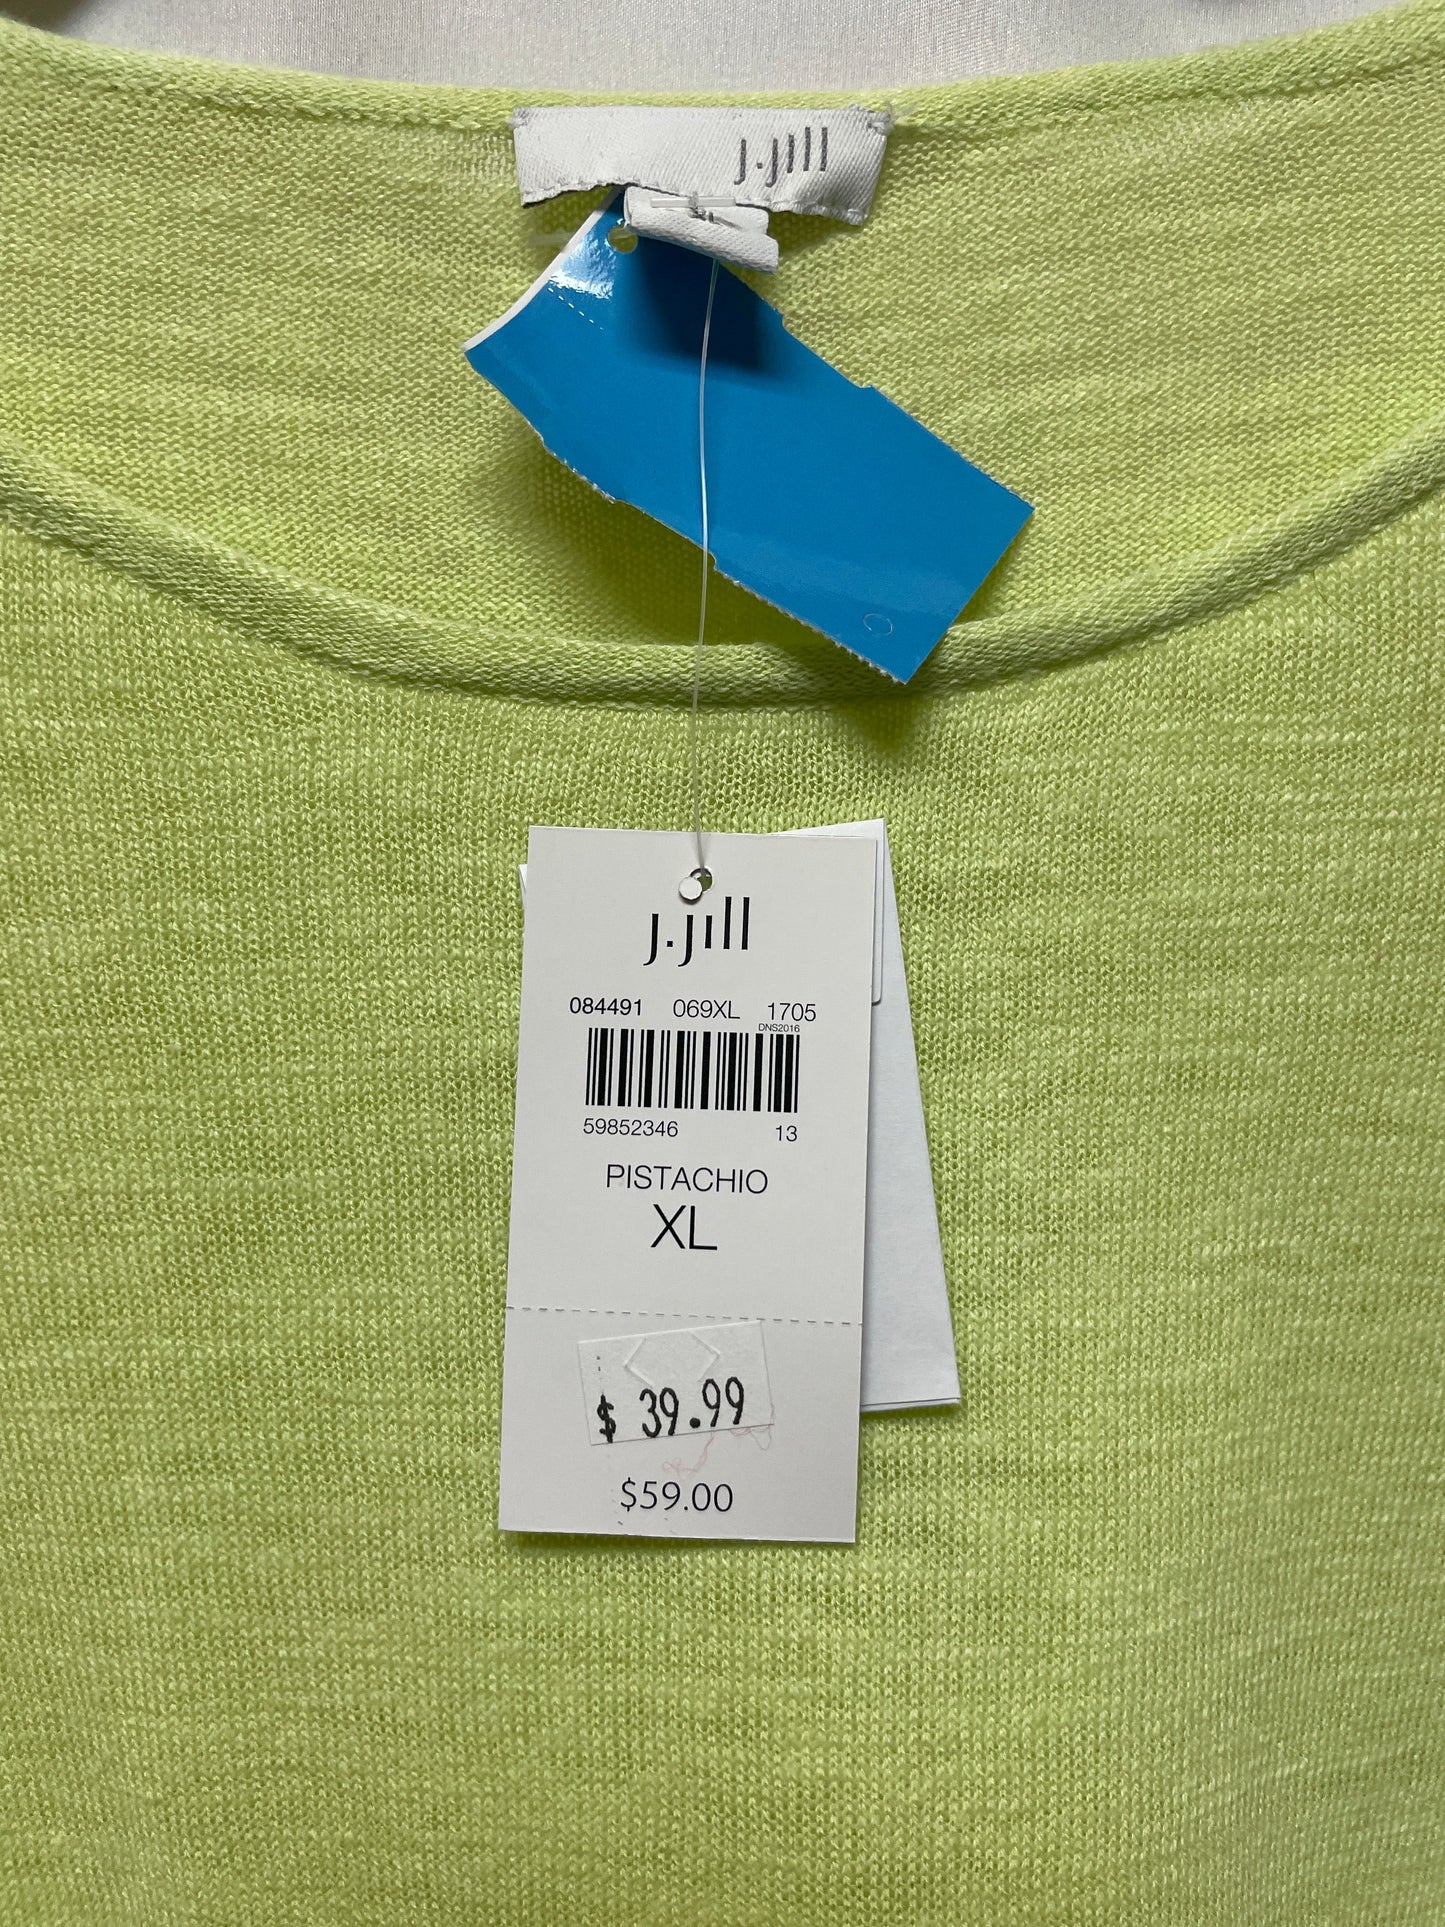 J.Jill
J.Jill
084491 069XL 1705
DNS2016
59852346 13
PISTACHIO
XL
$ 39.99
$59.00